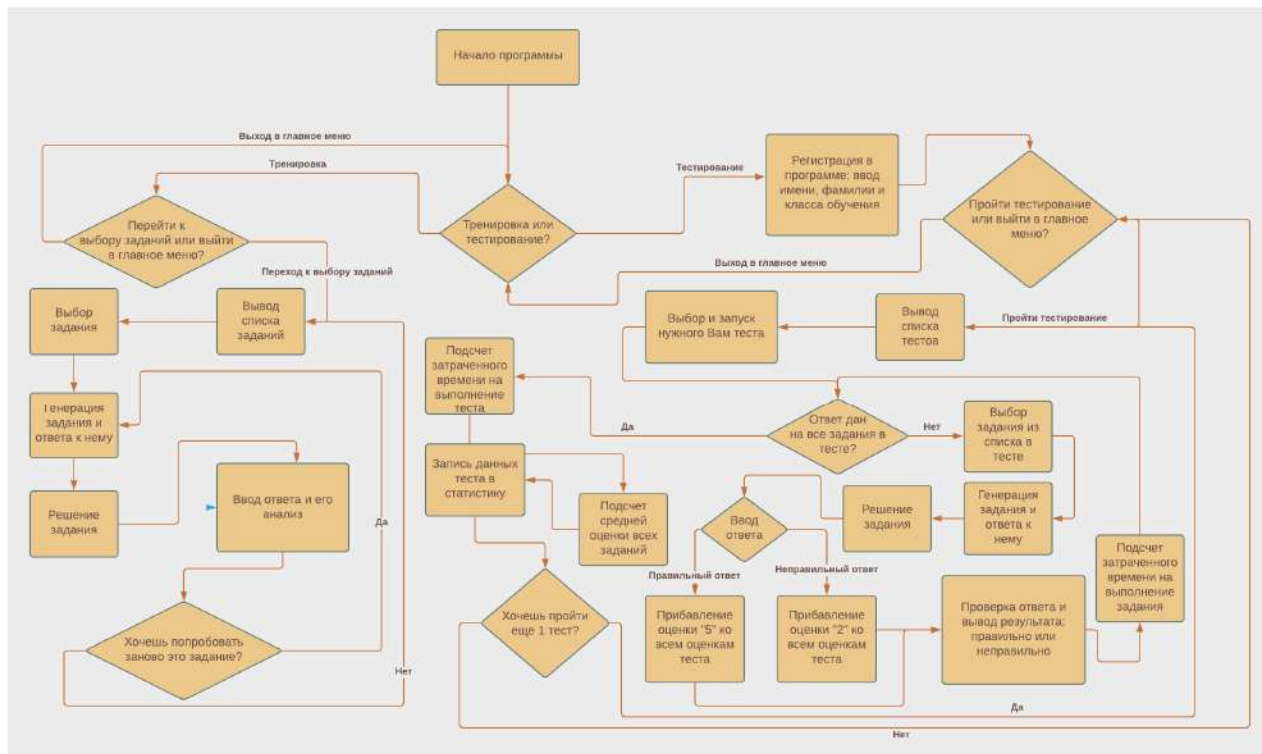 Начало программы
Выход в главное меню
Тренировка
Тестирование
Регистрация в
программе: ввод
имени, фамилии и
класса обучения
Перейти к
выбору заданий или выйти
в главное меню?
Тренировка или
тестирование?
Пройти тестирование
или выйти в главное
меню?
Выход в главное меню
Переход к выбору заданий
Выбор
задания
Вывод
списка
заданий
Выбор и запуск
нужного Вам теста
Вывод
списка
тестов
Пройти тестирование
Подсчет
затраченного
времени на
выполнение
теста
Генерация
задания и
ответа к нему
Ответ дан
на все задания в
тесте?
Да
Нет
Выбор
задания из
списка в
тесте
Запись данных
теста в
статистику
Решение
задания
Ввод ответа и его
анализ
Да
Подсчет
средней
оценки всех
заданий
Ввод
ответа
Решение
задания
Генерация
задания и
ответа к
нему
Подсчет
затраченного
времени на
выполнение
задания
Правильный ответ
Неправильный ответ
Хочешь попробовать
заново это задание?
Нет
Хочешь пройти
еще 1 тест?
Прибавление
оценки "5" ко
всем оценкам
теста
Прибавление
оценки "2" ко
всем оценкам
теста
Проверка ответа и
вывод результата:
правильно или
неправильно
Да
Нет